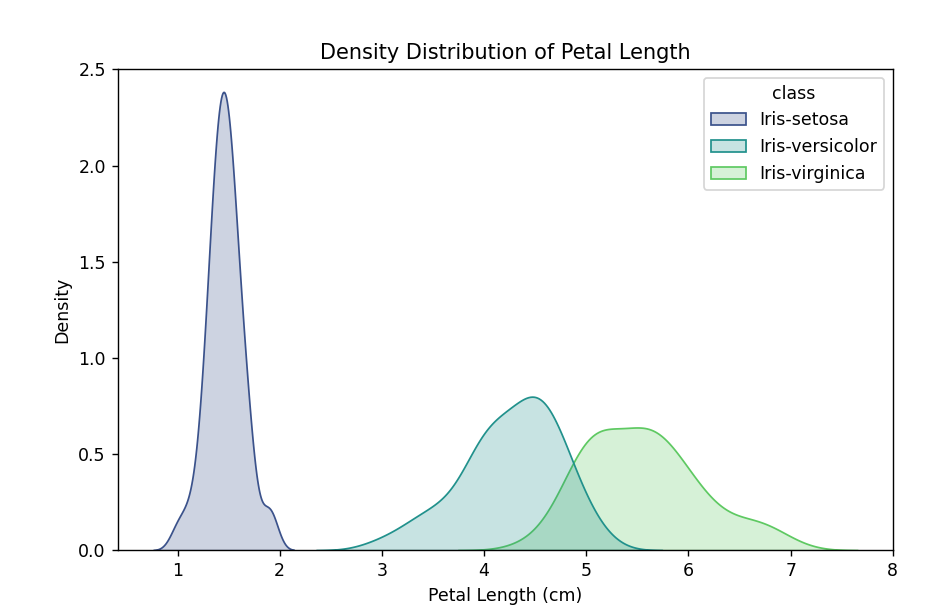 Density Distribution of Petal Length
2.5
2.0
1.5
1.0
0.5
0.0
Density
class
Iris-setosa
Iris-versicolor
Iris-virginica
1 2 3 4 5 6 7 8
Petal Length (cm)